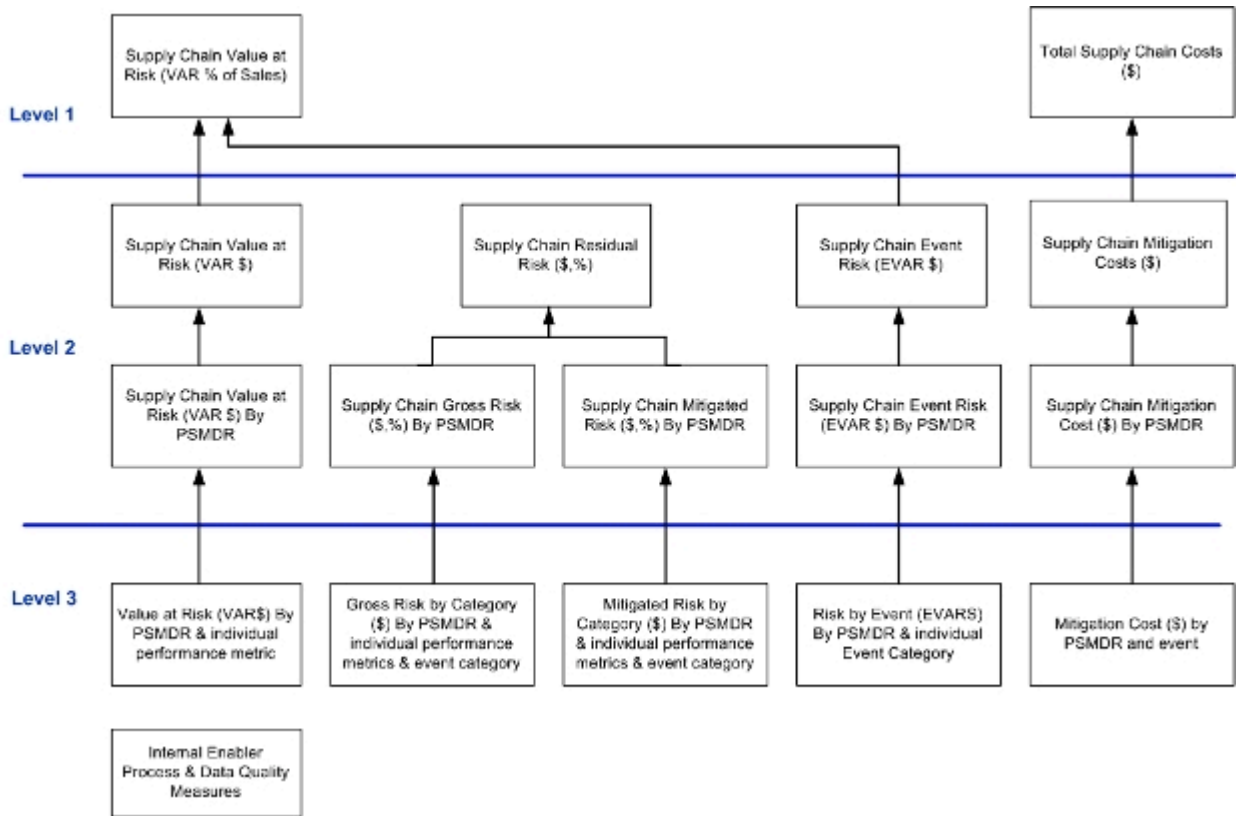 Supply Chain Value at
Risk (VAR % of Sales)
Total Supply Chain Costs
($)
Level 1
Supply Chain Value at
Risk (VAR $)
Supply Chain Residual
Risk ($,%)
Supply Chain Event
Risk (EVAR $)
Supply Chain Mitigation
Costs ($)
Level 2
Supply Chain Value at
Risk (VAR $) By
PSMDR
Supply Chain Gross Risk
($,%) By PSMDR
Supply Chain Mitigated
Risk ($,%) By PSMDR
Supply Chain Event Risk
(EVAR $) By PSMDR
Supply Chain Mitigation
Cost ($) By PSMDR
Level 3
Value at Risk (VAR$) By
PSMDR & individual
performance metric
Gross Risk by Category
($) By PSMDR &
individual performance
metrics & event category
Mitigated Risk by
Category ($) By PSMDR
& individual performance
metrics & event category
Risk by Event (EVARS)
By PSMDR & individual
Event Category
Mitigation Cost ($) by
PSMDR and event
Internal Enabler
Process & Data Quality
Measures